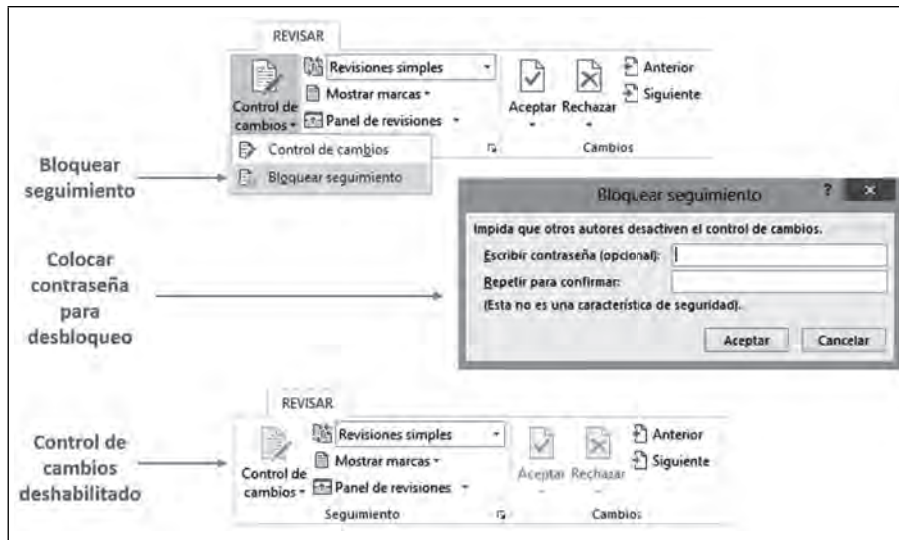 REVISAR
Revisiones simples
Mostrar marcas
Panel de revisiones
Control de
cambios
Aceptar
Rechazar
Anterior
Siguiente
Cambios
Control de cambios
Bloquear seguimiento
Bloquear
seguimiento
Bloquear seguimiento
?
Impida que otros autores desactiven el control de cambios.
Escribir contraseña (opcional):
Repetir para confirmar:
(Esta no es una característica de seguridad).
Aceptar
Cancelar
Colocar
contraseña
para
desbloqueo
REVISAR
Revisiones simples
Mostrar marcas
Panel de revisiones
Control de
cambios
Seguimiento
Aceptar
Rechazar
Anterior
Siguiente
Cambios
Control de
cambios
deshabilitado